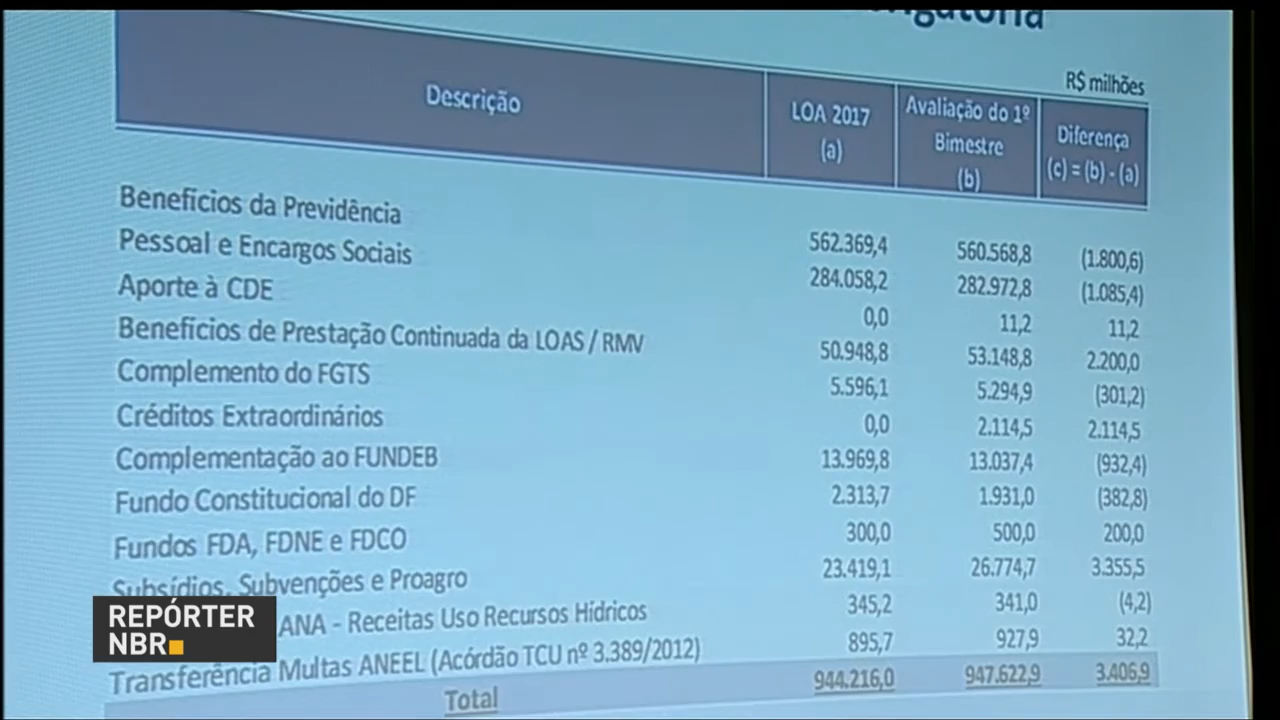 R$ milhões
Descrição LOA 2017 (a) Avaliação do 1º Bimestre (b) Diferença (c) = (b) - (a)
Benefícios da Previdência 562.369,4 560.568,8 (1.800,6)
Pessoal e Encargos Sociais 284.058,2 282.972,8 (1.085,4)
Aporte à CDE 0,0 11,2 11,2
Benefícios de Prestação Continuada da LOAS / RMV 50.948,8 53.148,8 2.200,0
Complemento do FGTS 5.596,1 5.294,9 (301,2)
Créditos Extraordinários 0,0 2.114,5 2.114,5
Complementação ao FUNDEB 13.969,8 13.037,4 (932,4)
Fundo Constitucional do DF 2.313,7 1.931,0 (382,8)
Fundos FDA, FDNE e FDCO 300,0 500,0 200,0
Subsídios, Subvenções e Proagro 23.419,1 26.774,7 3.355,5
ANA - Receitas Uso Recursos Hídricos 345,2 341,0 (4,2)
Transferência Multas ANEEL (Acórdão TCU nº 3.389/2012) 895,7 927,9 32,2
Total 944.216,0 947.622,9 3.406,9
REPÓRTER
NBR